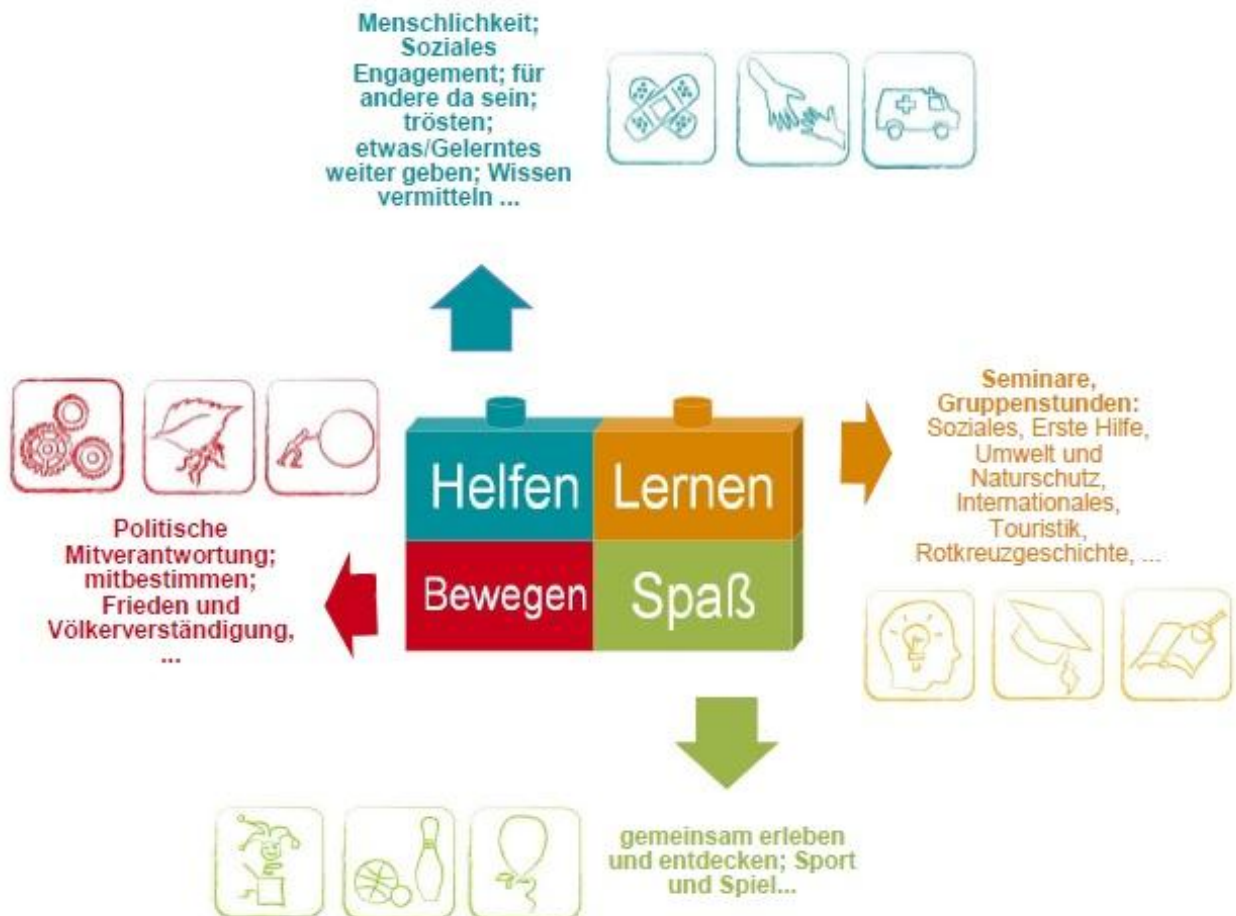 Menschlichkeit;
Soziales
Engagement; für
andere da sein;
trösten;
etwas/Gelerntes
weiter geben; Wissen
vermitteln ...
Seminare,
Gruppenstunden:
Soziales, Erste Hilfe,
Umwelt und
Naturschutz,
Internationales,
Touristik,
Rotkreuzgeschichte, ...
Helfen
Lernen
Bewegen
Spaß
Politische
Mitverantwortung;
mitbestimmen;
Frieden und
Völkerverständigung,
...
gemeinsam erleben
und entdecken; Sport
und Spiel...